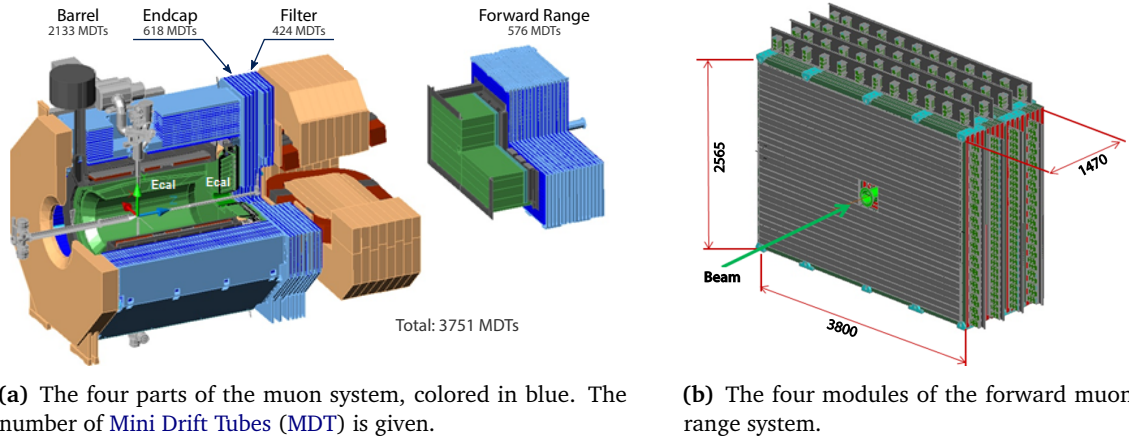 Barrel
2133 MDTs
Endcap
618 MDTs
Filter
424 MDTs
Forward Range
576 MDTs
Ecal
Ecal
Total: 3751 MDTs
2565
1470
Beam
3800
(a) The four parts of the muon system, colored in blue. The
number of Mini Drift Tubes (MDT) is given.
(b) The four modules of the forward muon
range system.